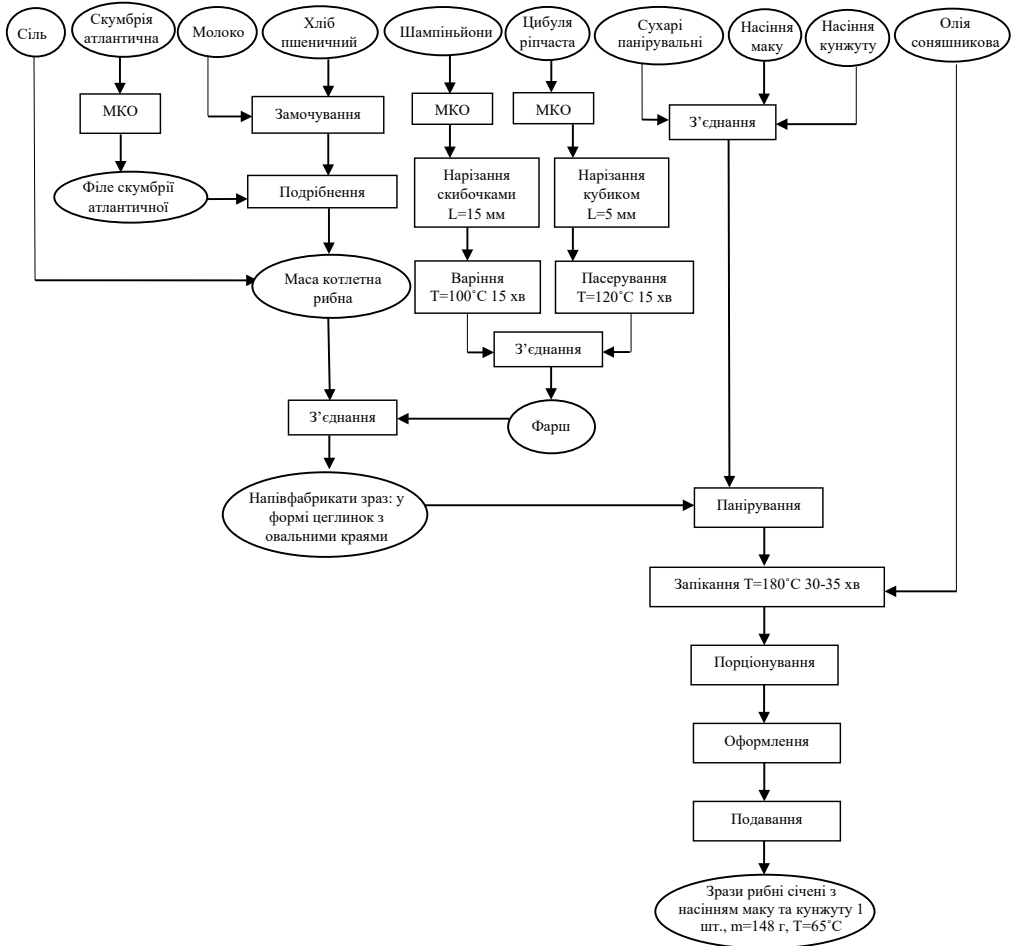 Сіль
Скумбрія
атлантична
Молоко
Хліб
пшеничний
Шампіньйони
Цибуля
ріпчаста
Сухарі
панірувальні
Насіння
маку
Насіння
кунжуту
Олія
соняшникова
МКО
Замочування
МКО
МКО
З’єднання
Філе скумбрії
атлантичної
Подрібнення
Нарізання
скибочками
L=15 мм
Нарізання
кубиком
L=5 мм
Маса котлетна
рибна
Варіння
Т=100˚С 15 хв
Пасерування
Т=120˚С 15 хв
З’єднання
З’єднання
Фарш
Напівфабрикати зраз: у
формі цеглинок з
овальними краями
Панірування
Запікання Т=180˚С 30-35 хв
Порціонування
Оформлення
Подавання
Зрази рибні січені з
насінням маку та кунжуту 1
шт., m=148 г, Т=65˚С